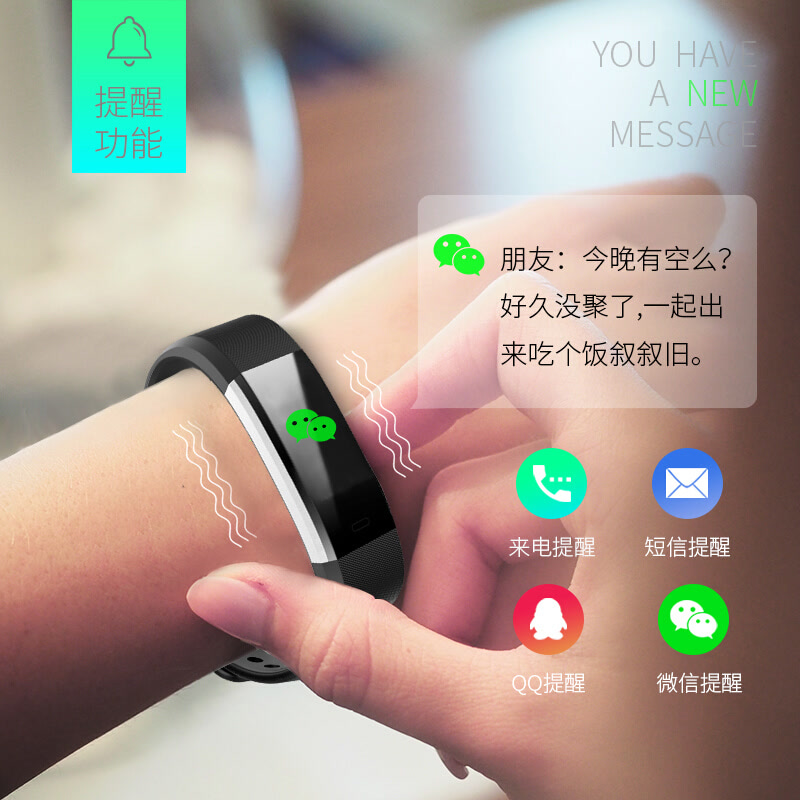 提醒
功能
YOU HAVE
A NEW
MESSAGE
朋友：今晚有空么？
好久没聚了,一起出
来吃个饭叙叙旧。
来电提醒
短信提醒
QQ提醒
微信提醒